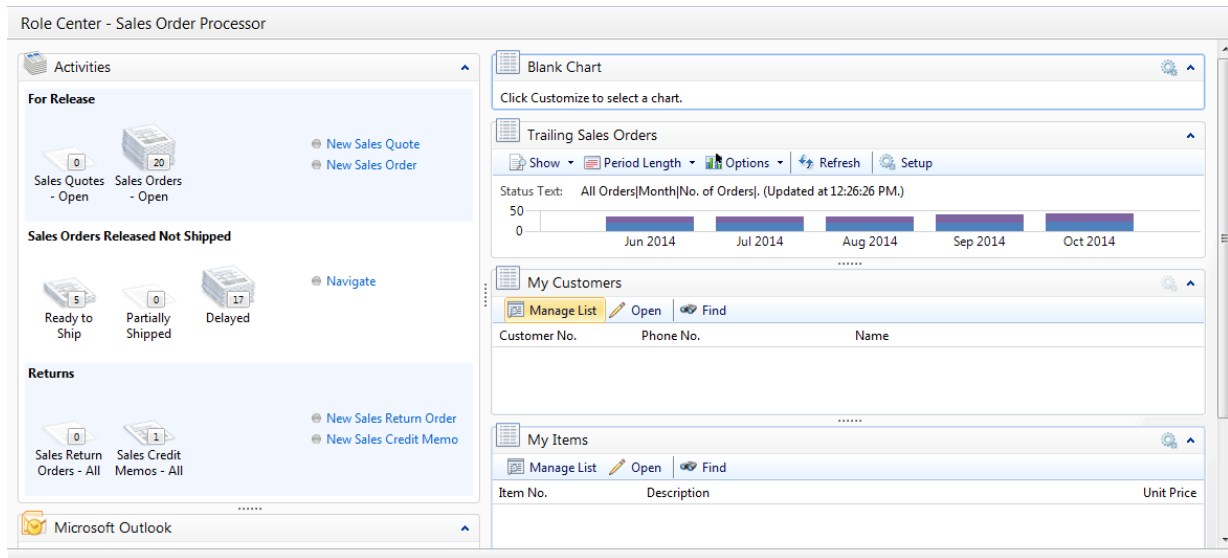 Role Center - Sales Order Processor
Activities
For Release
0
20
Sales Quotes - Open
Sales Orders - Open
New Sales Quote
New Sales Order
Sales Orders Released Not Shipped
5
0
17
Ready to Ship
Partially Shipped
Delayed
Navigate
Returns
0
1
Sales Return Orders - All
Sales Credit Memos - All
New Sales Return Order
New Sales Credit Memo
Microsoft Outlook
Blank Chart
Click Customize to select a chart.
Trailing Sales Orders
Show Period Length Options Refresh Setup
Status Text: All Orders|Month|No. of Orders|. (Updated at 12:26:26 PM.)
50
0
Jun 2014 Jul 2014 Aug 2014 Sep 2014 Oct 2014
My Customers
Manage List Open Find
Customer No. Phone No. Name
My Items
Manage List Open Find
Item No. Description Unit Price